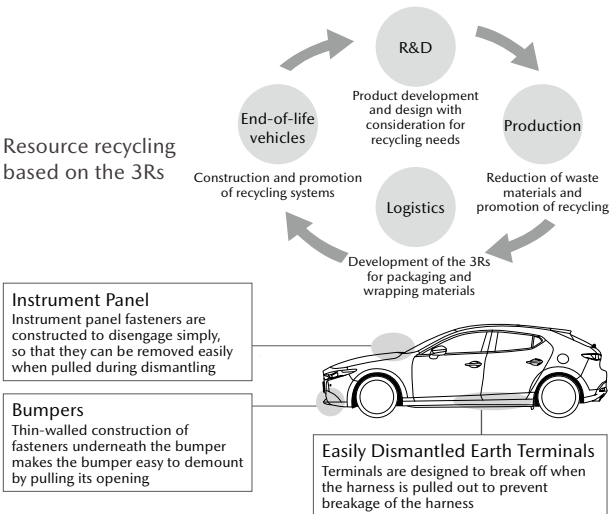 R&D
Product development
and design with
consideration for
recycling needs
End-of-life
vehicles
Construction and promotion
of recycling systems
Production
Reduction of waste
materials and
promotion of recycling
Resource recycling
based on the 3Rs
Logistics
Development of the 3Rs
for packaging and
wrapping materials
Instrument Panel
Instrument panel fasteners are
constructed to disengage simply,
so that they can be removed easily
when pulled during dismantling
Bumpers
Thin-walled construction of
fasteners underneath the bumper
makes the bumper easy to demount
by pulling its opening
Easily Dismantled Earth Terminals
Terminals are designed to break off when
the harness is pulled out to prevent
breakage of the harness